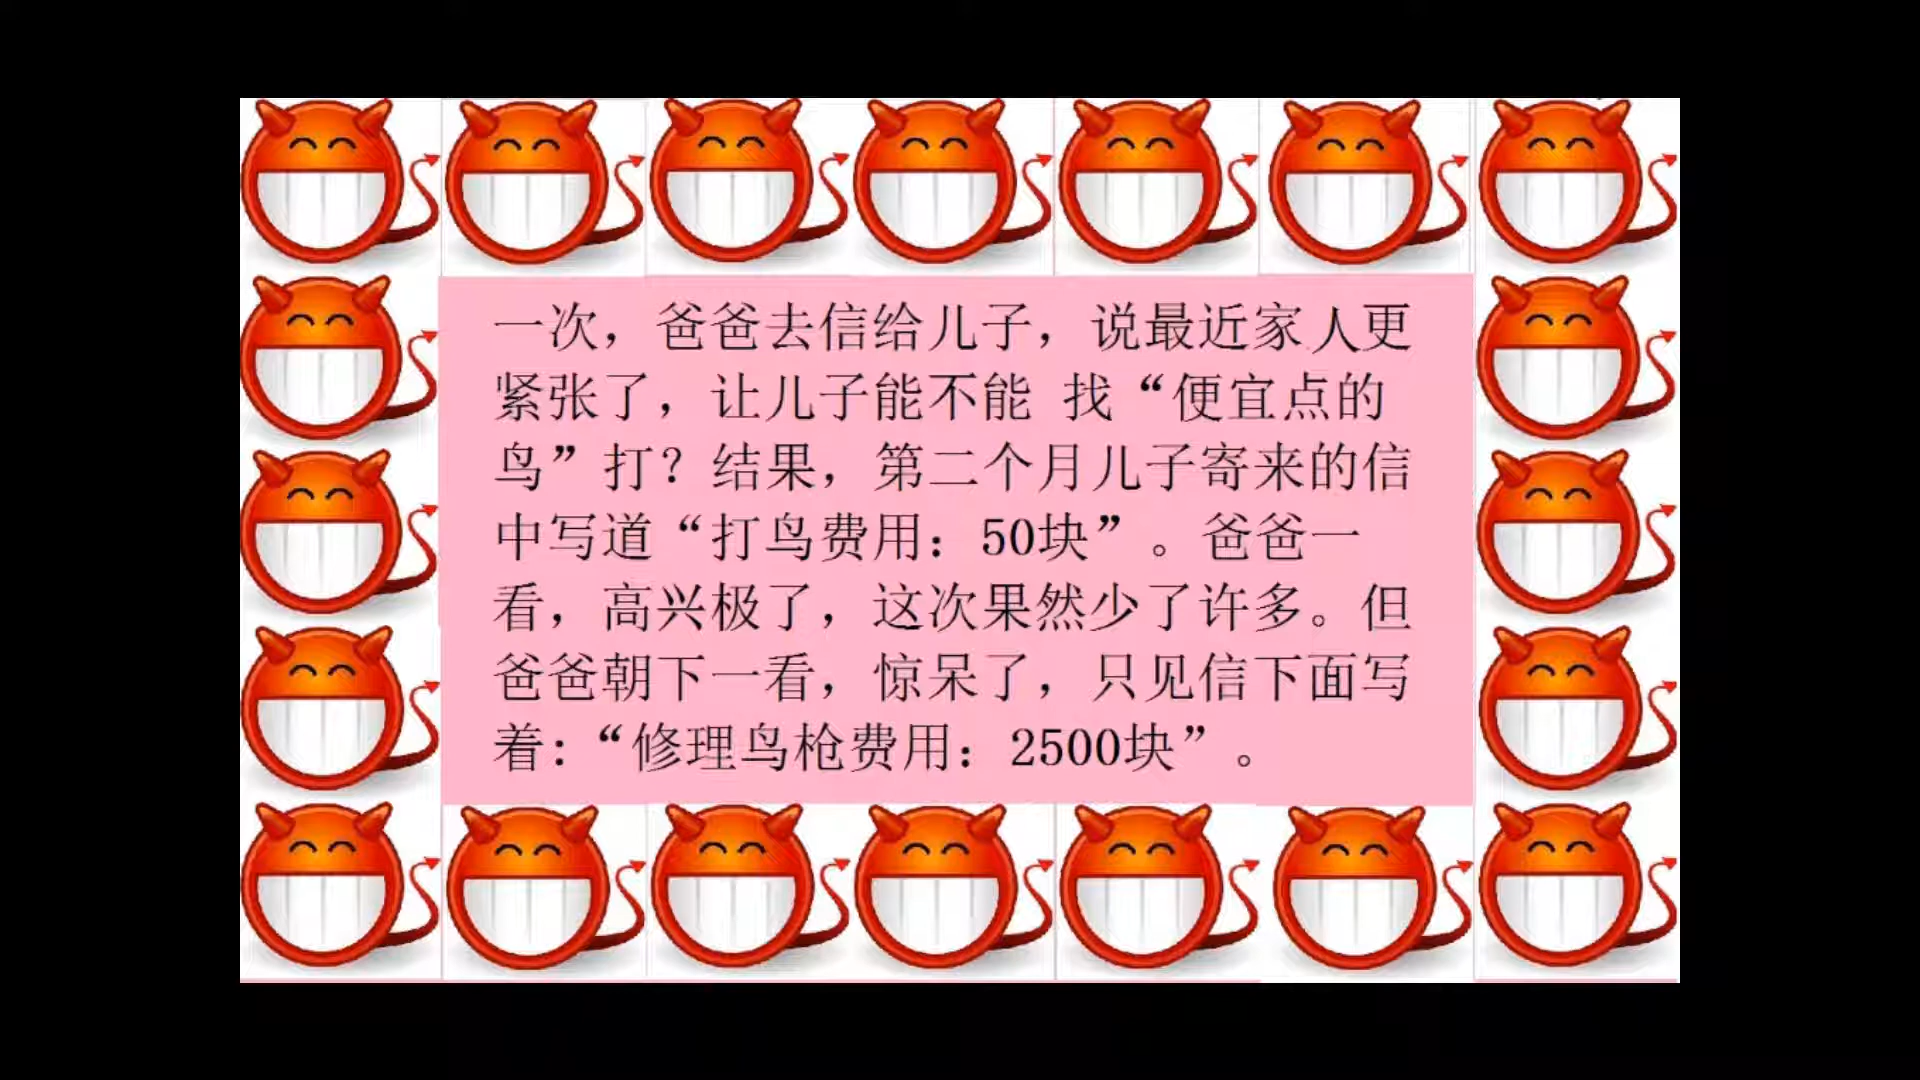 一次，爸爸去信给儿子，说最近家人更
紧张了，让儿子能不能 找“便宜点的
鸟”打？结果，第二个月儿子寄来的信
中写道“打鸟费用：50块”。爸爸一
看，高兴极了，这次果然少了许多。但
爸爸朝下一看，惊呆了，只见信下面写
着：“修理鸟枪费用：2500块”。